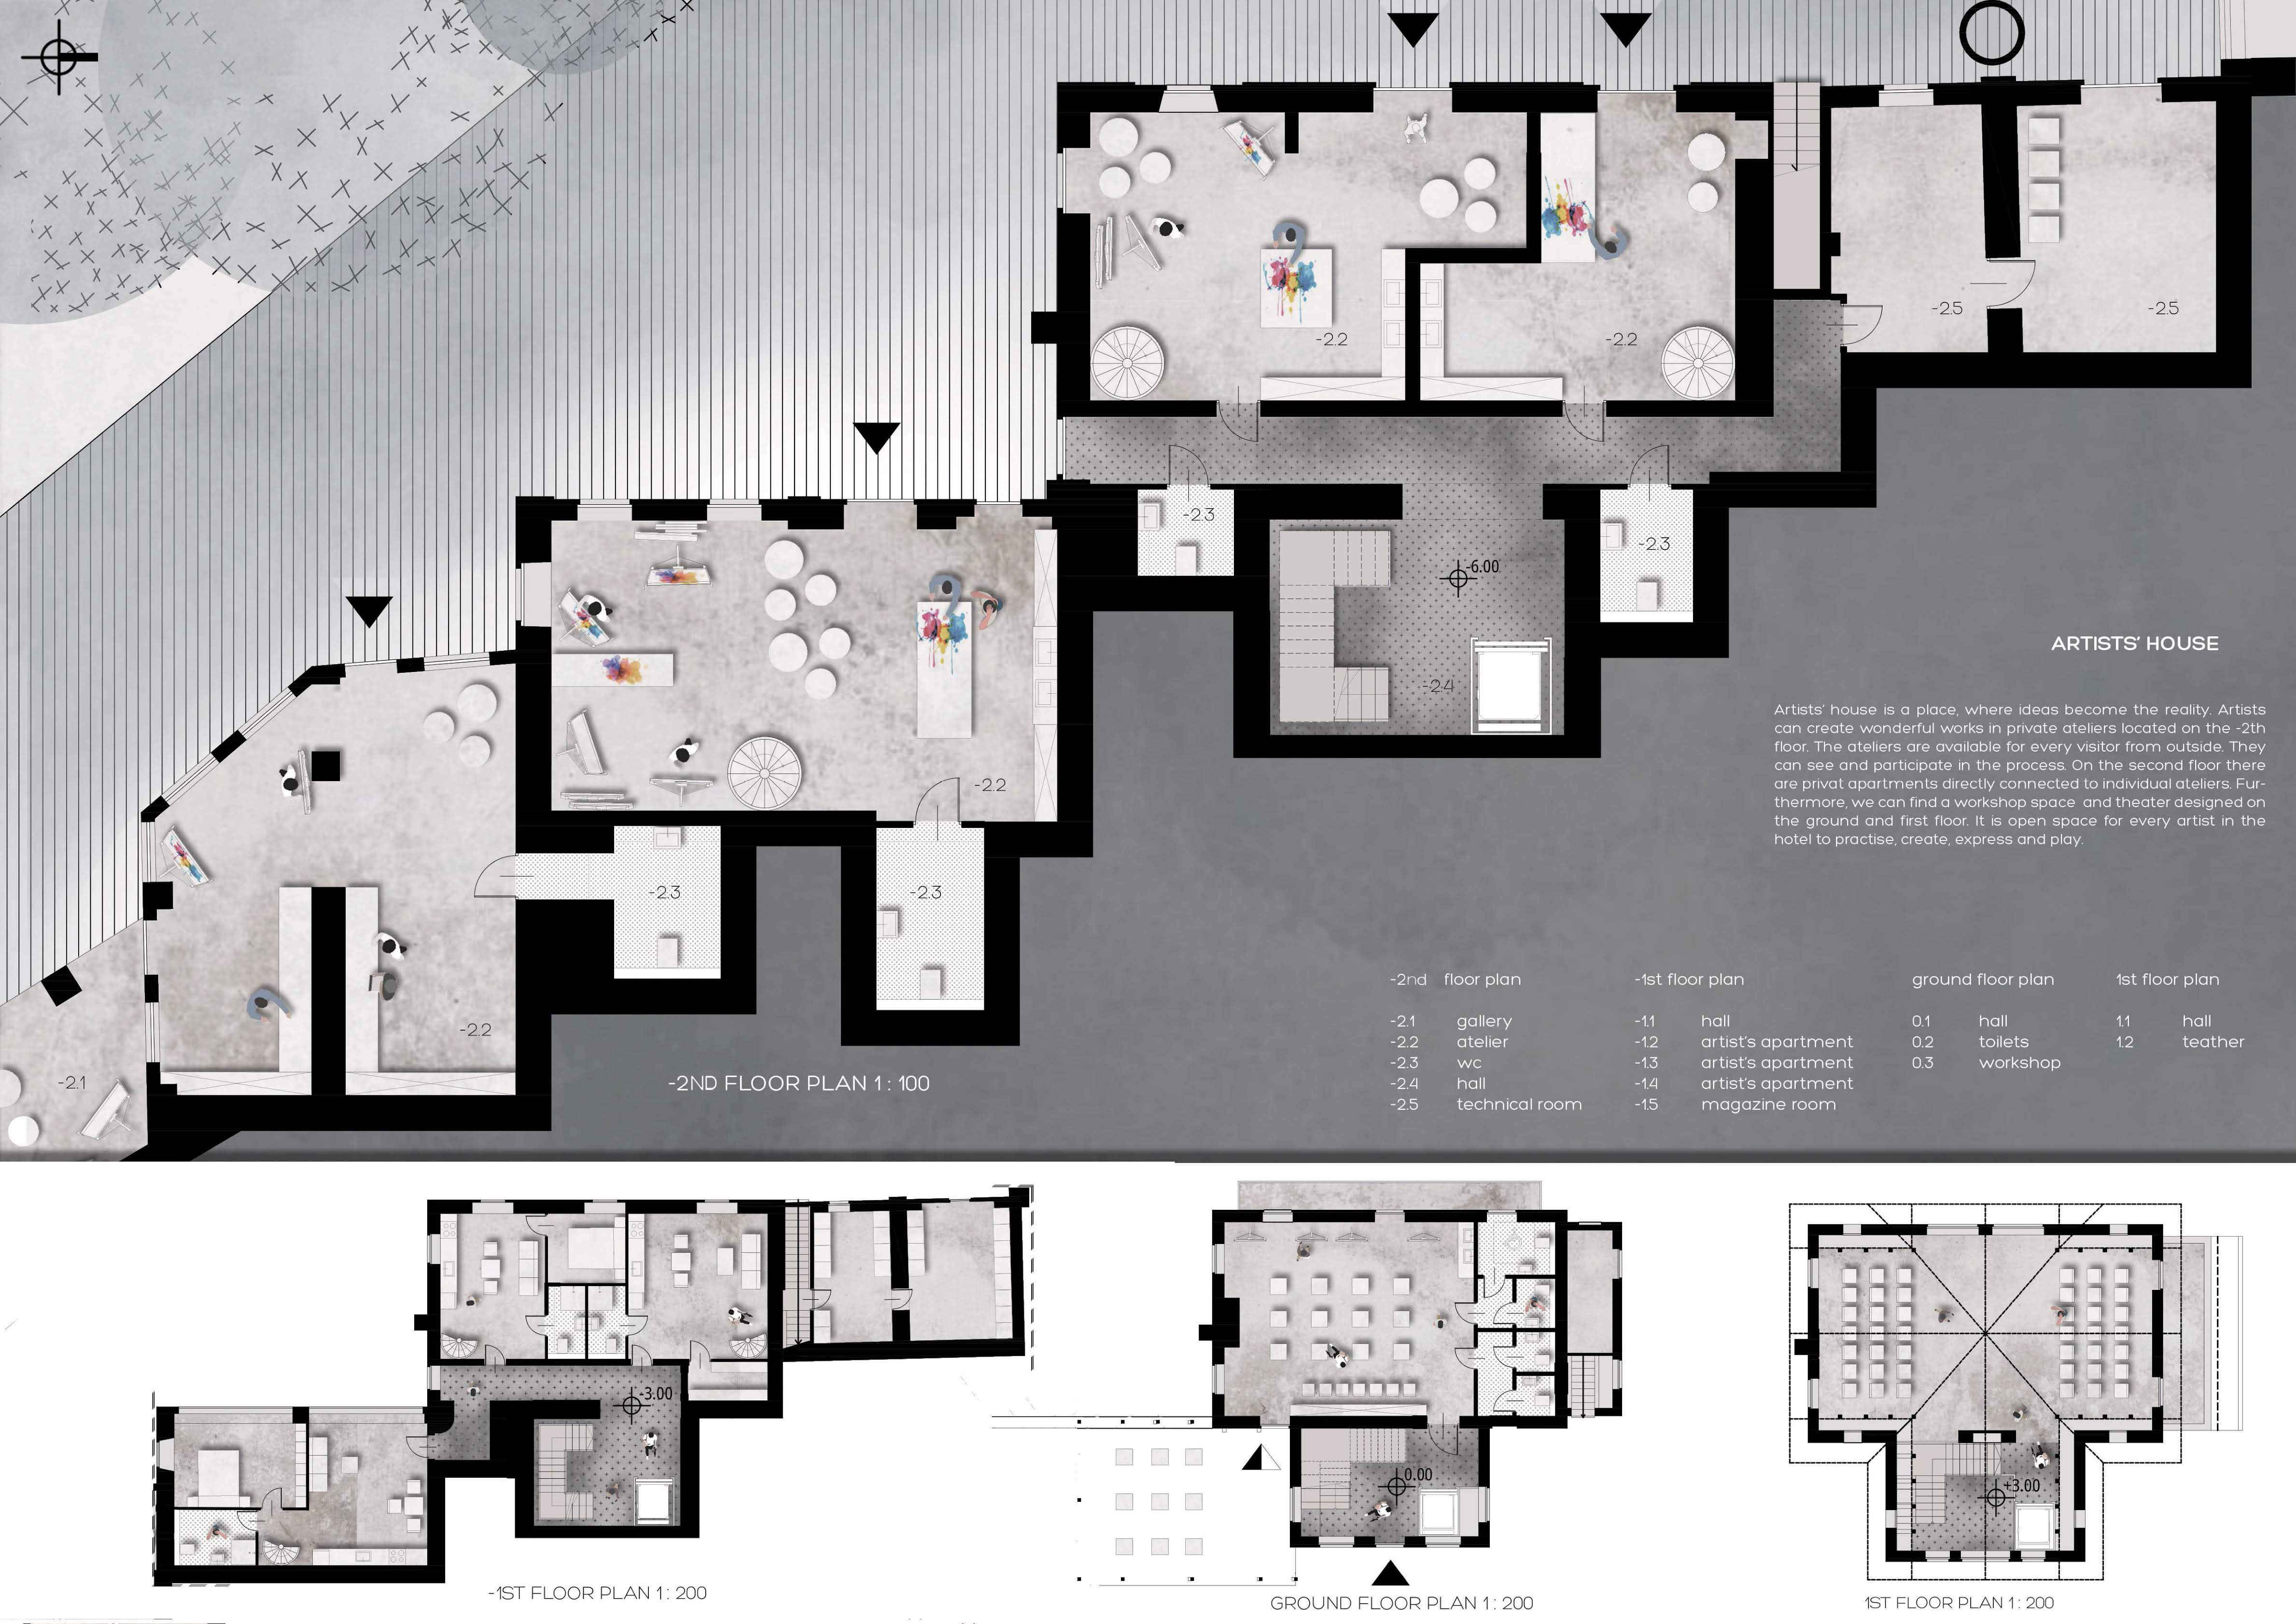 -2.2
-2.2
-2.5
-2.5
-2.3
-2.3
-6.00
-2.4
-2.2
-2.3
-2.3
-2.2
-2.1
ARTISTS' HOUSE
Artists' house is a place, where ideas become the reality. Artists
can create wonderful works in private ateliers located on the -2th
floor. The ateliers are available for every visitor from outside. They
can see and participate in the process. On the second floor there
are privat apartments directly connected to individual ateliers. Fur-
thermore, we can find a workshop space and theater designed on
the ground and first floor. It is open space for every artist in the
hotel to practise, create, express and play.
-2nd floor plan
-2.1 gallery
-2.2 atelier
-2.3 wc
-2.4 hall
-2.5 technical room
-1st floor plan
-1.1 hall
-1.2 artist's apartment
-1.3 artist's apartment
-1.4 artist's apartment
-1.5 magazine room
ground floor plan
0.1 hall
0.2 toilets
0.3 workshop
1st floor plan
1.1 hall
1.2 teather
-2ND FLOOR PLAN 1 : 100
-3.00
-1ST FLOOR PLAN 1 : 200
0.00
GROUND FLOOR PLAN 1 : 200
+3.00
1ST FLOOR PLAN 1 : 200